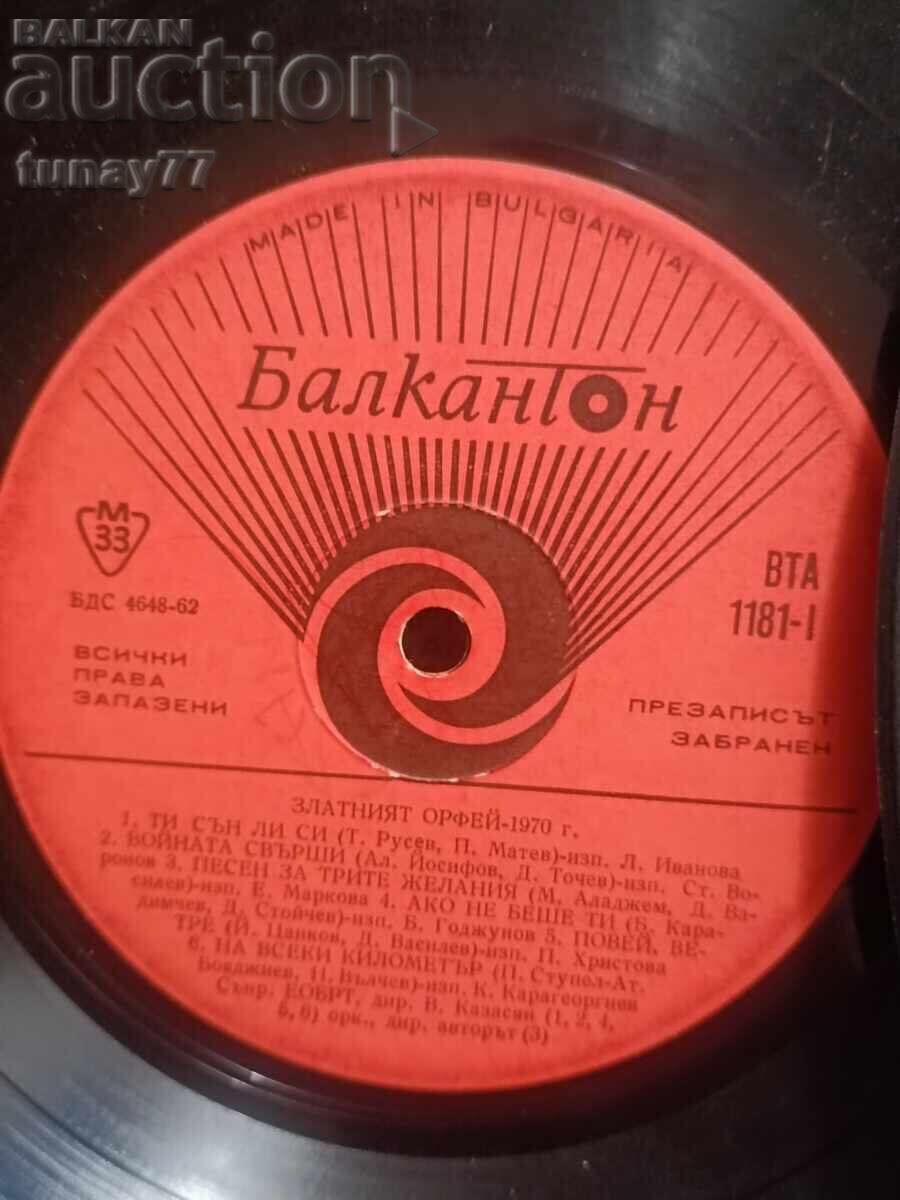 BALKAN
auction
tunay77
MADE IN BULGARIA
Балкантон
М
33
БДС 4648-62
ВСИЧКИ
ПРАВА
ЗАПАЗЕНИ
ВТА
1181-I
ПРЕЗАПИСЪТ
ЗАБРАНЕН
ЗЛАТНИЯТ ОРФЕЙ-1970 г.
1. ТИ СЪН ЛИ СИ (Т. Русев, П. Матев)-изп. Л. Иванова
2. ВОЙНАТА СВЪРШИ (Ал. Йосифов, Д. Точев)-изп. Ст. Во-
ронов 3. ПЕСЕН ЗА ТРИТЕ ЖЕЛАНИЯ (М. Аладжем, Д. Ва-
силев)-изп. Е. Маркова 4. АКО НЕ БЕШЕ ТИ (Б. Кара-
димчев, Д. Стойчев)-изп. Б. Годжунов 5. ПОВЕЙ, ВЕ-
ТРЕ (Й. Цанков, Д. Василев)-изп. П. Христова
6. НА ВСЕКИ КИЛОМЕТЪР (П. Ступел-Ат.
Бояджиев, П. Вълчев)-изп. К. Карагеоргиев
Съпр. ЕОБРТ, дир. В. Казасян (1, 2, 4,
5, 6) орк., дир. авторът (3)